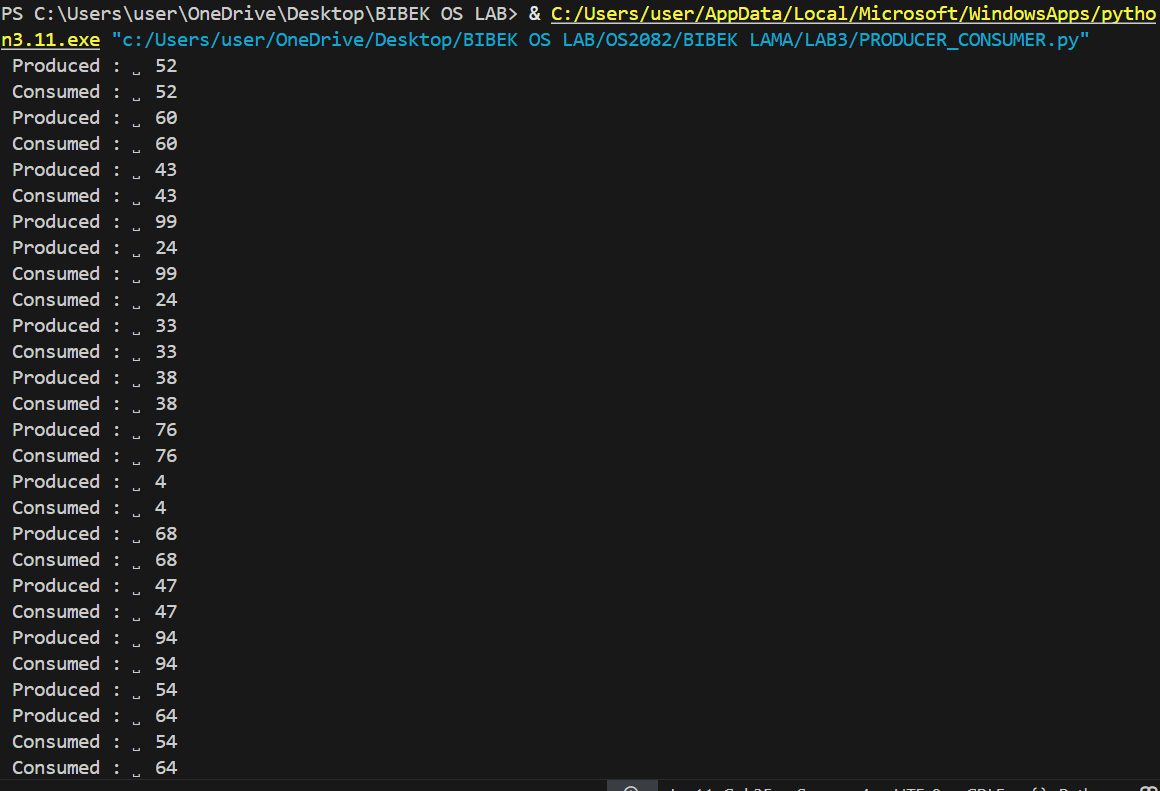 PS C:\Users\user\OneDrive\Desktop\BIBEK OS LAB> & C:/Users/user/AppData/Local/Microsoft/WindowsApps/pytho
n3.11.exe "c:/Users/user/OneDrive/Desktop/BIBEK OS LAB/OS2082/BIBEK LAMA/LAB3/PRODUCER_CONSUMER.py"
Produced : ␣ 52
Consumed : ␣ 52
Produced : ␣ 60
Consumed : ␣ 60
Produced : ␣ 43
Consumed : ␣ 43
Produced : ␣ 99
Produced : ␣ 24
Consumed : ␣ 99
Consumed : ␣ 24
Produced : ␣ 33
Consumed : ␣ 33
Produced : ␣ 38
Consumed : ␣ 38
Produced : ␣ 76
Consumed : ␣ 76
Produced : ␣ 4
Consumed : ␣ 4
Produced : ␣ 68
Consumed : ␣ 68
Produced : ␣ 47
Consumed : ␣ 47
Produced : ␣ 94
Consumed : ␣ 94
Produced : ␣ 54
Produced : ␣ 64
Consumed : ␣ 54
Consumed : ␣ 64